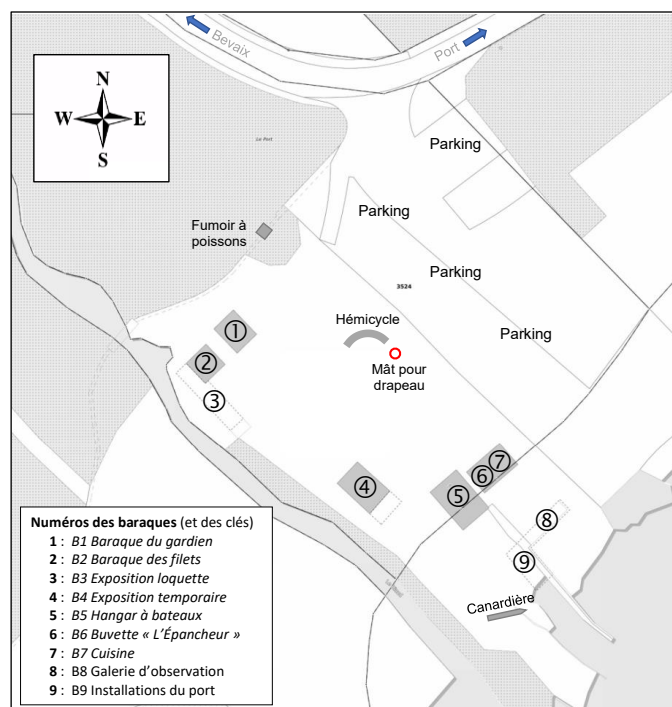 Bevaix
Port
N
W E
S
Le Port
Parking
Parking
Fumoir à
poissons
Parking
3524
Hémicycle
Parking
Mât pour
drapeau
1
2
3
4
5
6
7
8
9
Canardière
Numéros des baraques (et des clés)
1 : B1 Baraque du gardien
2 : B2 Baraque des filets
3 : B3 Exposition loquette
4 : B4 Exposition temporaire
5 : B5 Hangar à bateaux
6 : B6 Buvette « L’Épancheur »
7 : B7 Cuisine
8 : B8 Galerie d’observation
9 : B9 Installations du port